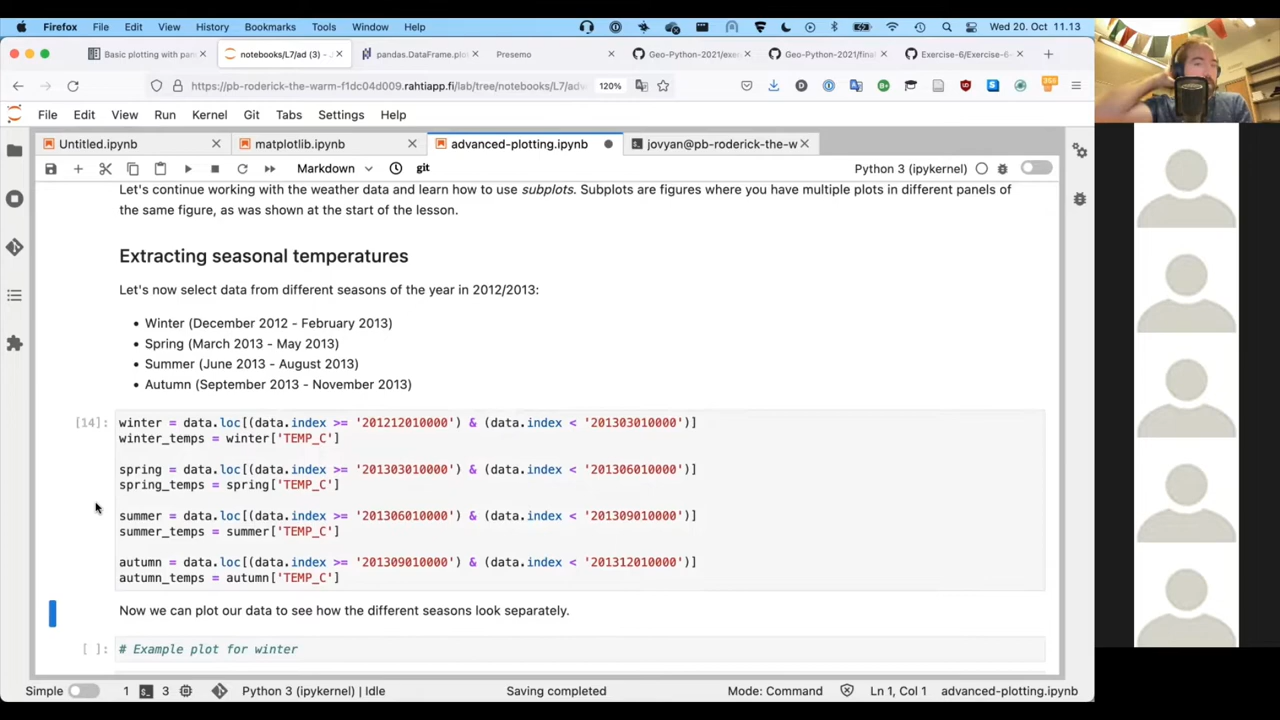 Firefox File Edit View History Bookmarks Tools Window Help Wed 20. Oct 11.13
Basic plotting with pan notebooks/L7/ad (3) - J pandas.DataFrame.plo Presemo Geo-Python-2021/exe Geo-Python-2021/final Exercise-6/Exercise-6-
https://pb-roderick-the-warm-f1dc04d009.rahtiapp.fi/lab/tree/notebooks/L7/adv 120%
File Edit View Run Kernel Git Tabs Settings Help
Untitled.ipynb matplotlib.ipynb advanced-plotting.ipynb jovyan@pb-roderick-the-w
Markdown git Python 3 (ipykernel)
Let's continue working with the weather data and learn how to use subplots. Subplots are figures where you have multiple plots in different panels of
the same figure, as was shown at the start of the lesson.
Extracting seasonal temperatures
Let's now select data from different seasons of the year in 2012/2013:
• Winter (December 2012 - February 2013)
• Spring (March 2013 - May 2013)
• Summer (June 2013 - August 2013)
• Autumn (September 2013 - November 2013)
[14]: winter = data.loc[(data.index >= '201212010000') & (data.index < '201303010000')]
winter_temps = winter['TEMP_C']
spring = data.loc[(data.index >= '201303010000') & (data.index < '201306010000')]
spring_temps = spring['TEMP_C']
summer = data.loc[(data.index >= '201306010000') & (data.index < '201309010000')]
summer_temps = summer['TEMP_C']
autumn = data.loc[(data.index >= '201309010000') & (data.index < '201312010000')]
autumn_temps = autumn['TEMP_C']
Now we can plot our data to see how the different seasons look separately.
[ ]: # Example plot for winter
Simple 1 3 Python 3 (ipykernel) | Idle Saving completed Mode: Command Ln 1, Col 1 advanced-plotting.ipynb